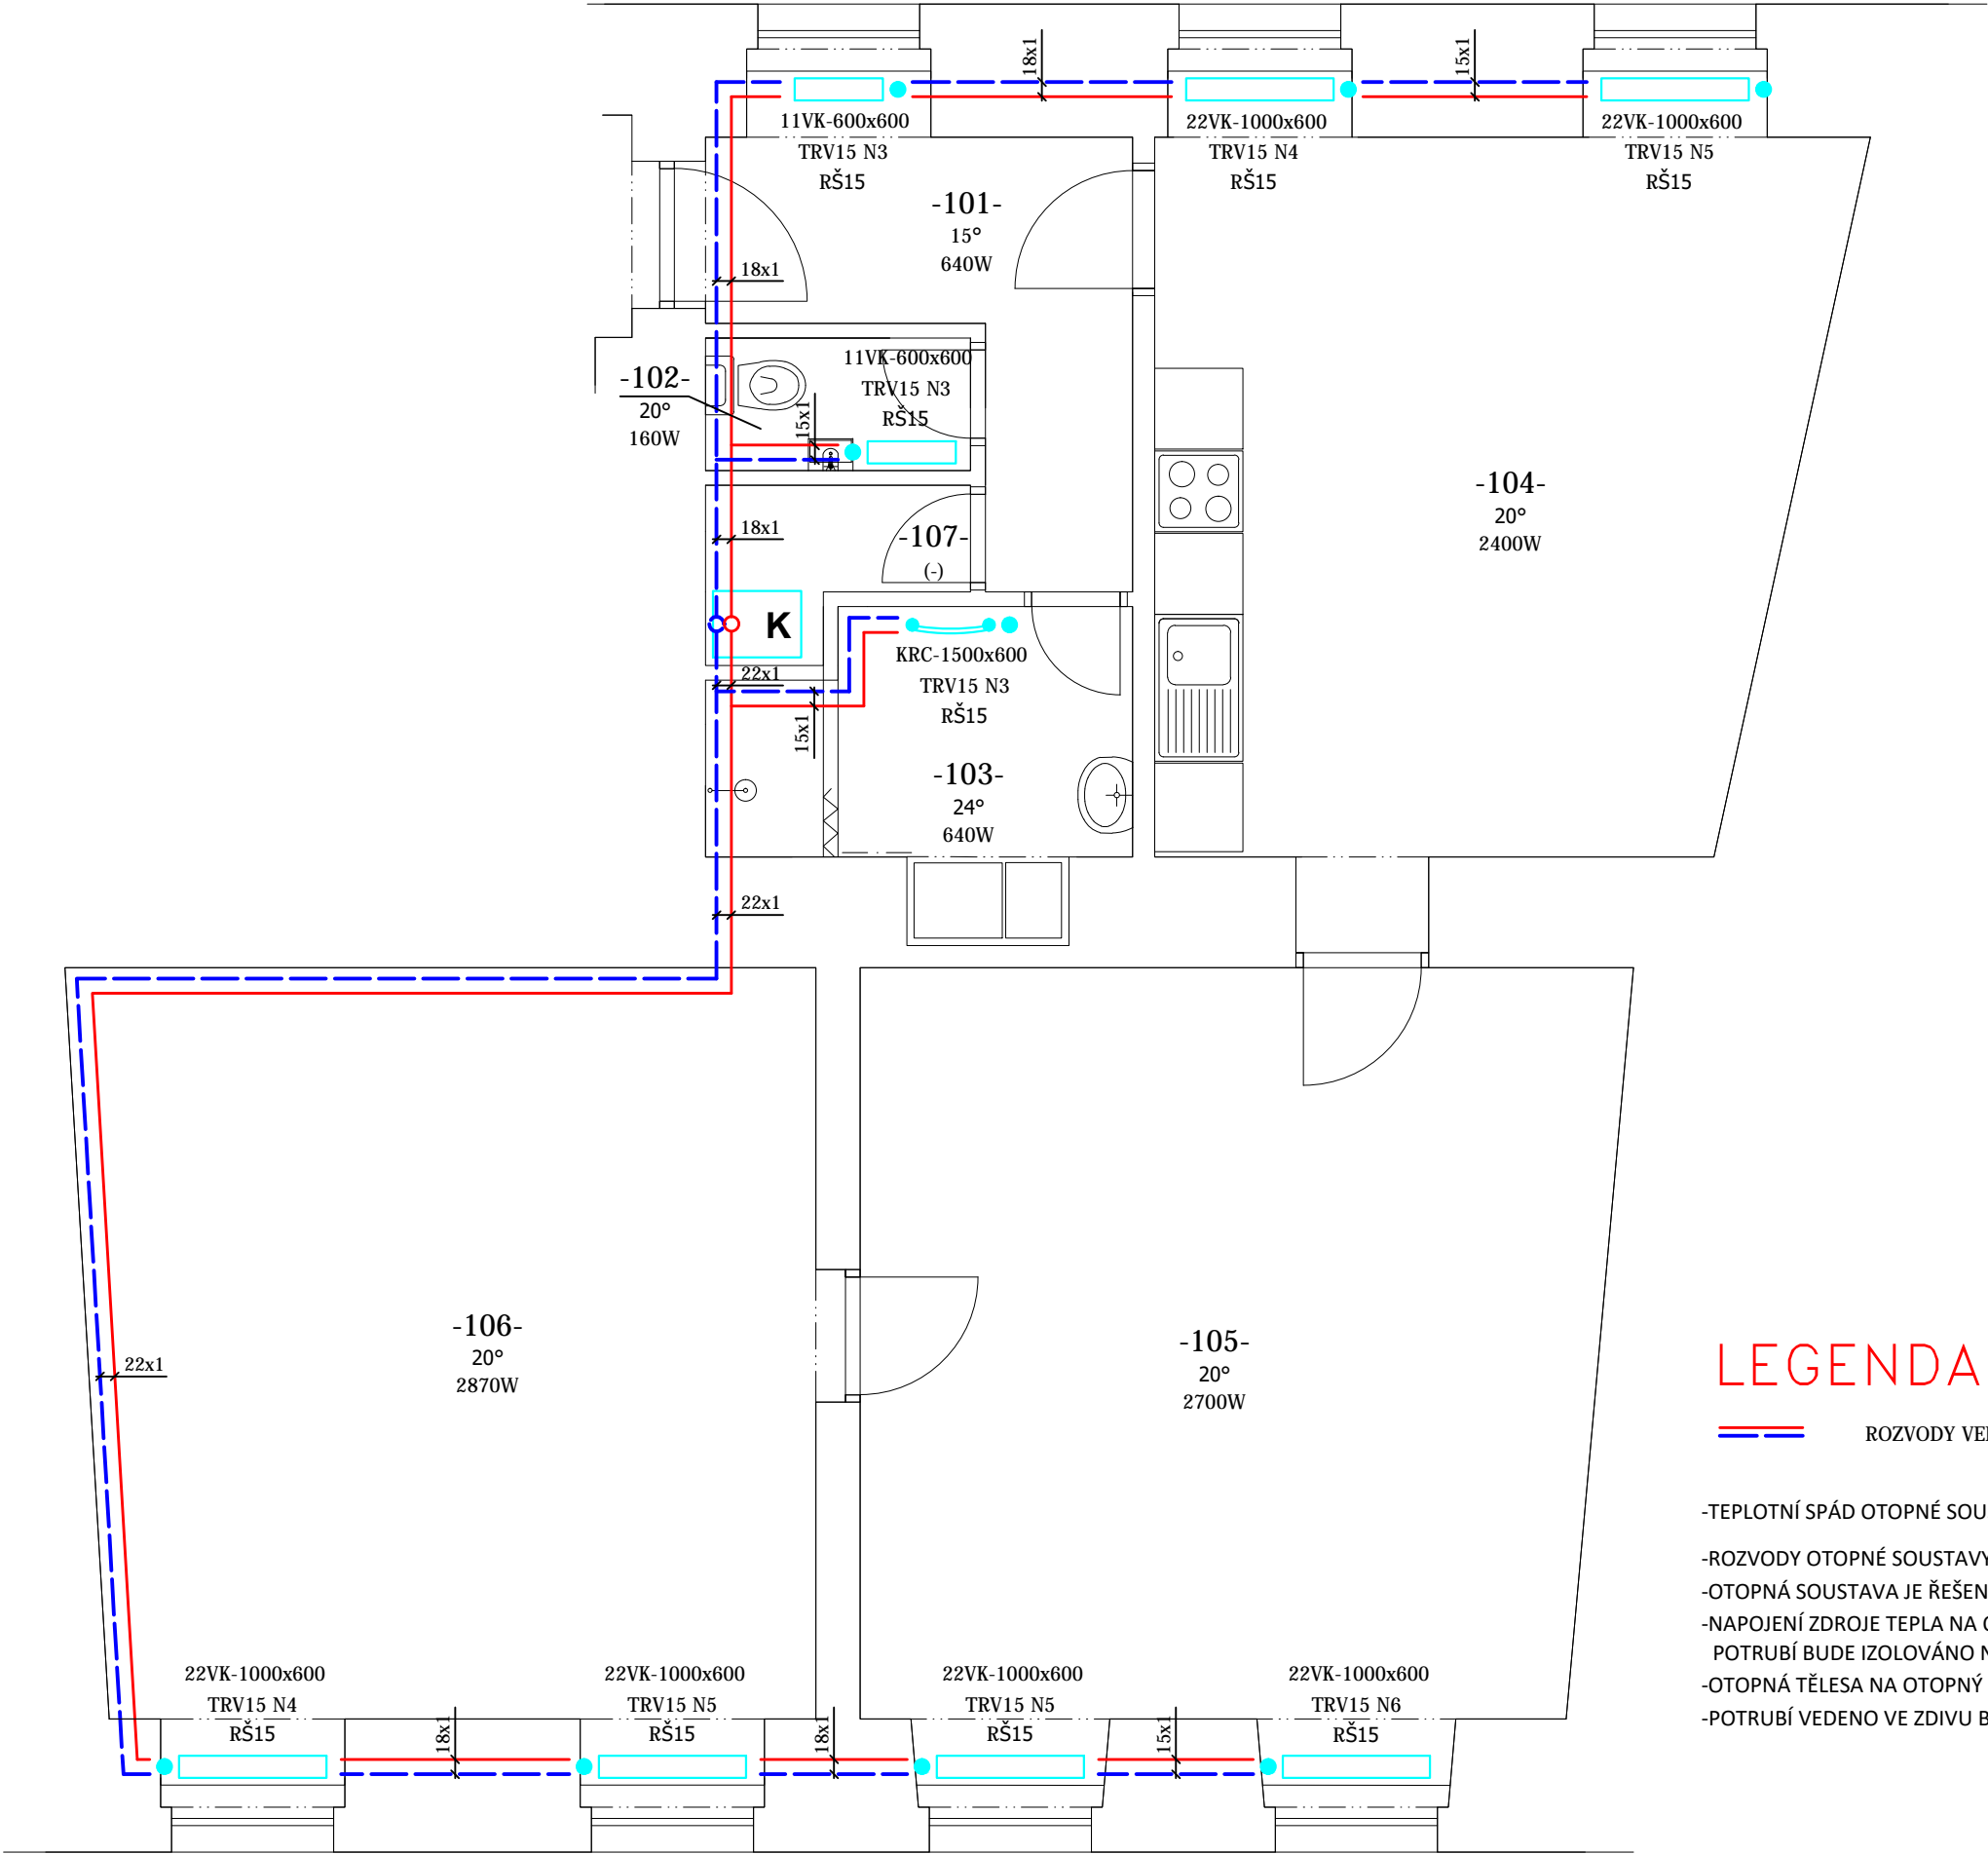 18x1
15x1
11VK-600x600
TRV15 N3
RŠ15
22VK-1000x600
TRV15 N4
RŠ15
22VK-1000x600
TRV15 N5
RŠ15
-101-
15°
640W
18x1
-102-
20°
160W
11VK-600x600
TRV15 N3
RŠ15
15x1
-104-
20°
2400W
18x1
-107-
(-)
K
22x1
15x1
KRC-1500x600
TRV15 N3
RŠ15
-103-
24°
640W
22x1
-106-
20°
2870W
22x1
-105-
20°
2700W
LEGENDA
ROZVODY
-TEPLOTNÍ SPÁD OTOPNÉ
-ROZVODY OTOPNÉ SOUSTAVY
-OTOPNÁ SOUSTAVA JE
-NAPOJENÍ ZDROJE TEPLA NA
POTRUBÍ BUDE IZOLOVÁNO
-OTOPNÁ TĚLESA NA OTOPNÝ
-POTRUBÍ VEDENO VE ZDIVU
22VK-1000x600
TRV15 N4
RŠ15
18x1
22VK-1000x600
TRV15 N5
RŠ15
18x1
22VK-1000x600
TRV15 N5
RŠ15
15x1
22VK-1000x600
TRV15 N6
RŠ15